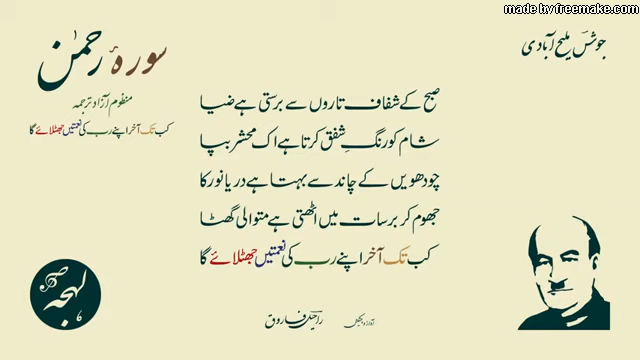 made by freemake.com
جوشؔ ملیح آبادی
سورہٴ رحمٰن
منظوم آزاد ترجمہ
کب تک آخر اپنے رب کی نعمتیں جھٹلائے گا
صبح کے شفاف تاروں سے برستی ہے ضیا
شام کو رنگِ شفق کرتا ہے اک محشر بپا
چودھویں کے چاند سے بہتا ہے دریا نور کا
جھوم کر برسات میں اٹھتی ہے متوالی گھٹا
کب تک آخر اپنے رب کی نعمتیں جھٹلائے گا
لہجہ
راحیلؔ فاروق